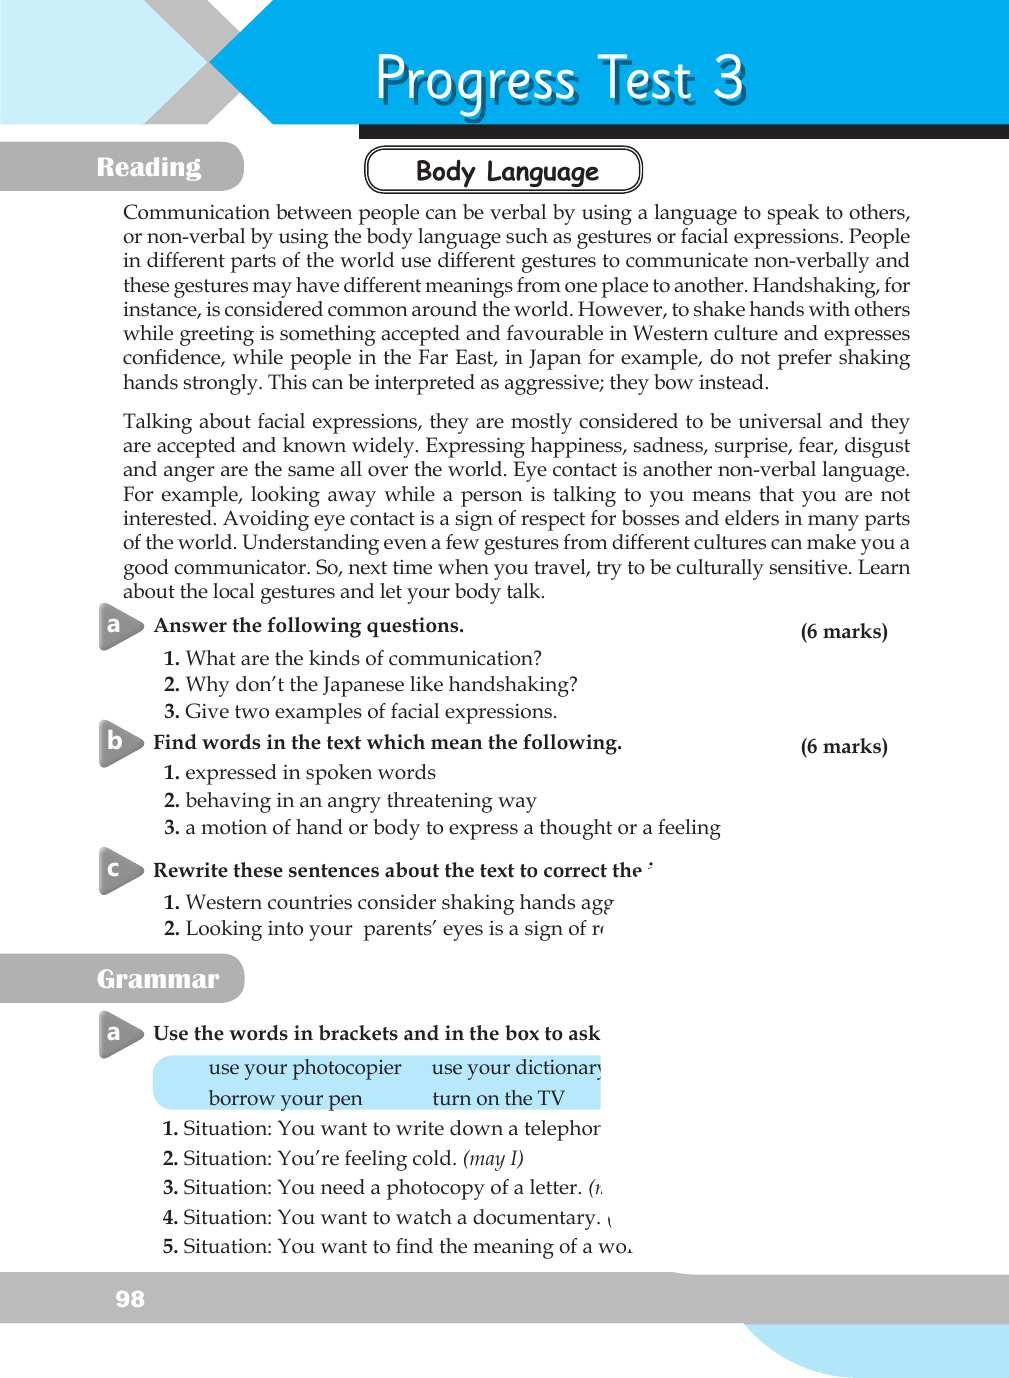 Progress Test 3
Reading
Body Language
Communication between people can be verbal by using a language to speak to others,
or non-verbal by using the body language such as gestures or facial expressions. People
in different parts of the world use different gestures to communicate non-verbally and
these gestures may have different meanings from one place to another. Handshaking, for
instance, is considered common around the world. However, to shake hands with others
while greeting is something accepted and favourable in Western culture and expresses
confidence, while people in the Far East, in Japan for example, do not prefer shaking
hands strongly. This can be interpreted as aggressive; they bow instead.
Talking about facial expressions, they are mostly considered to be universal and they
are accepted and known widely. Expressing happiness, sadness, surprise, fear, disgust
and anger are the same all over the world. Eye contact is another non-verbal language.
For example, looking away while a person is talking to you means that you are not
interested. Avoiding eye contact is a sign of respect for bosses and elders in many parts
of the world. Understanding even a few gestures from different cultures can make you a
good communicator. So, next time when you travel, try to be culturally sensitive. Learn
about the local gestures and let your body talk.
a Answer the following questions. (6 marks)
1. What are the kinds of communication?
2. Why don't the Japanese like handshaking?
3. Give two examples of facial expressions.
b Find words in the text which mean the following. (6 marks)
1. expressed in spoken words
2. behaving in an angry threatening way
3. a motion of hand or body to express a thought or a feeling
c Rewrite these sentences about the text to correct the
1. Western countries consider shaking hands agg
2. Looking into your parents' eyes is a sign of
Grammar
a Use the words in brackets and in the box to ask
use your photocopier use your dictionary
borrow your pen turn on the TV
1. Situation: You want to write down a telephon
2. Situation: You're feeling cold. (may I)
3. Situation: You need a photocopy of a letter.
4. Situation: You want to watch a documentary.
5. Situation: You want to find the meaning of a
98